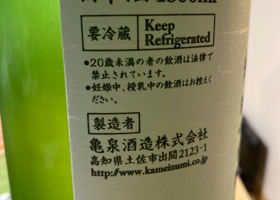 要冷蔵 Keep
Refrigerated
●20歳未満の者の飲酒は法律で
禁止されています。
●妊娠中、授乳中の飲酒はお控えく
ださい。
製造者
亀泉酒造株式会社
高知県土佐市出間2123-1
http://www.kameizumi.co.jp